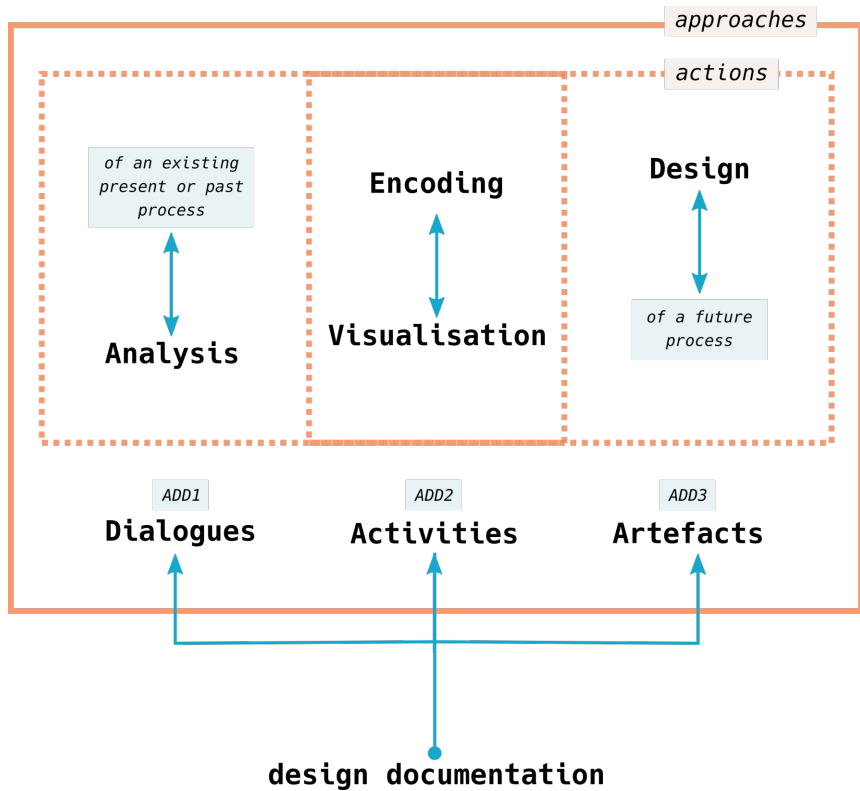 approaches
actions
of an existing
present or past
process
Analysis
Encoding
Visualisation
Design
of a future
process
ADD1
Dialogues
ADD2
Activities
ADD3
Artefacts
design documentation